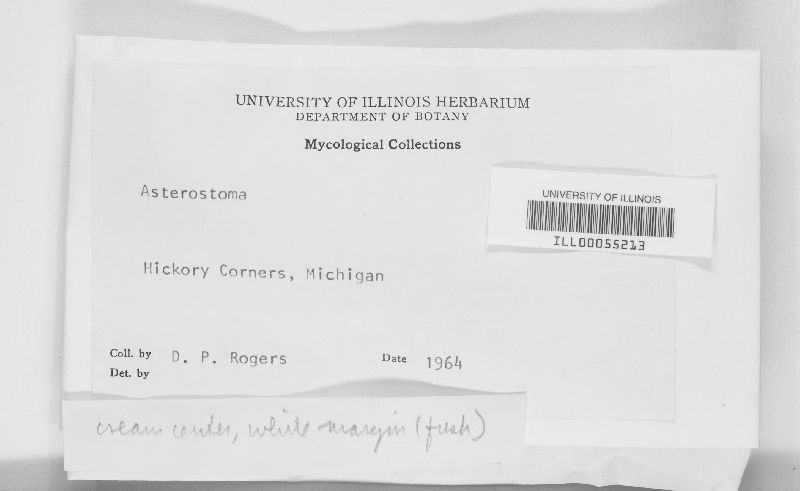 UNIVERSITY OF ILLINOIS HERBARIUM
DEPARTMENT OF BOTANY
Mycological Collections
Asterostoma
UNIVERSITY OF ILLINOIS
ILL00055213
Hickory Corners, Michigan
Coll. by D. P. Rogers Date 1964
Det. by
cream center, white margin (fresh)